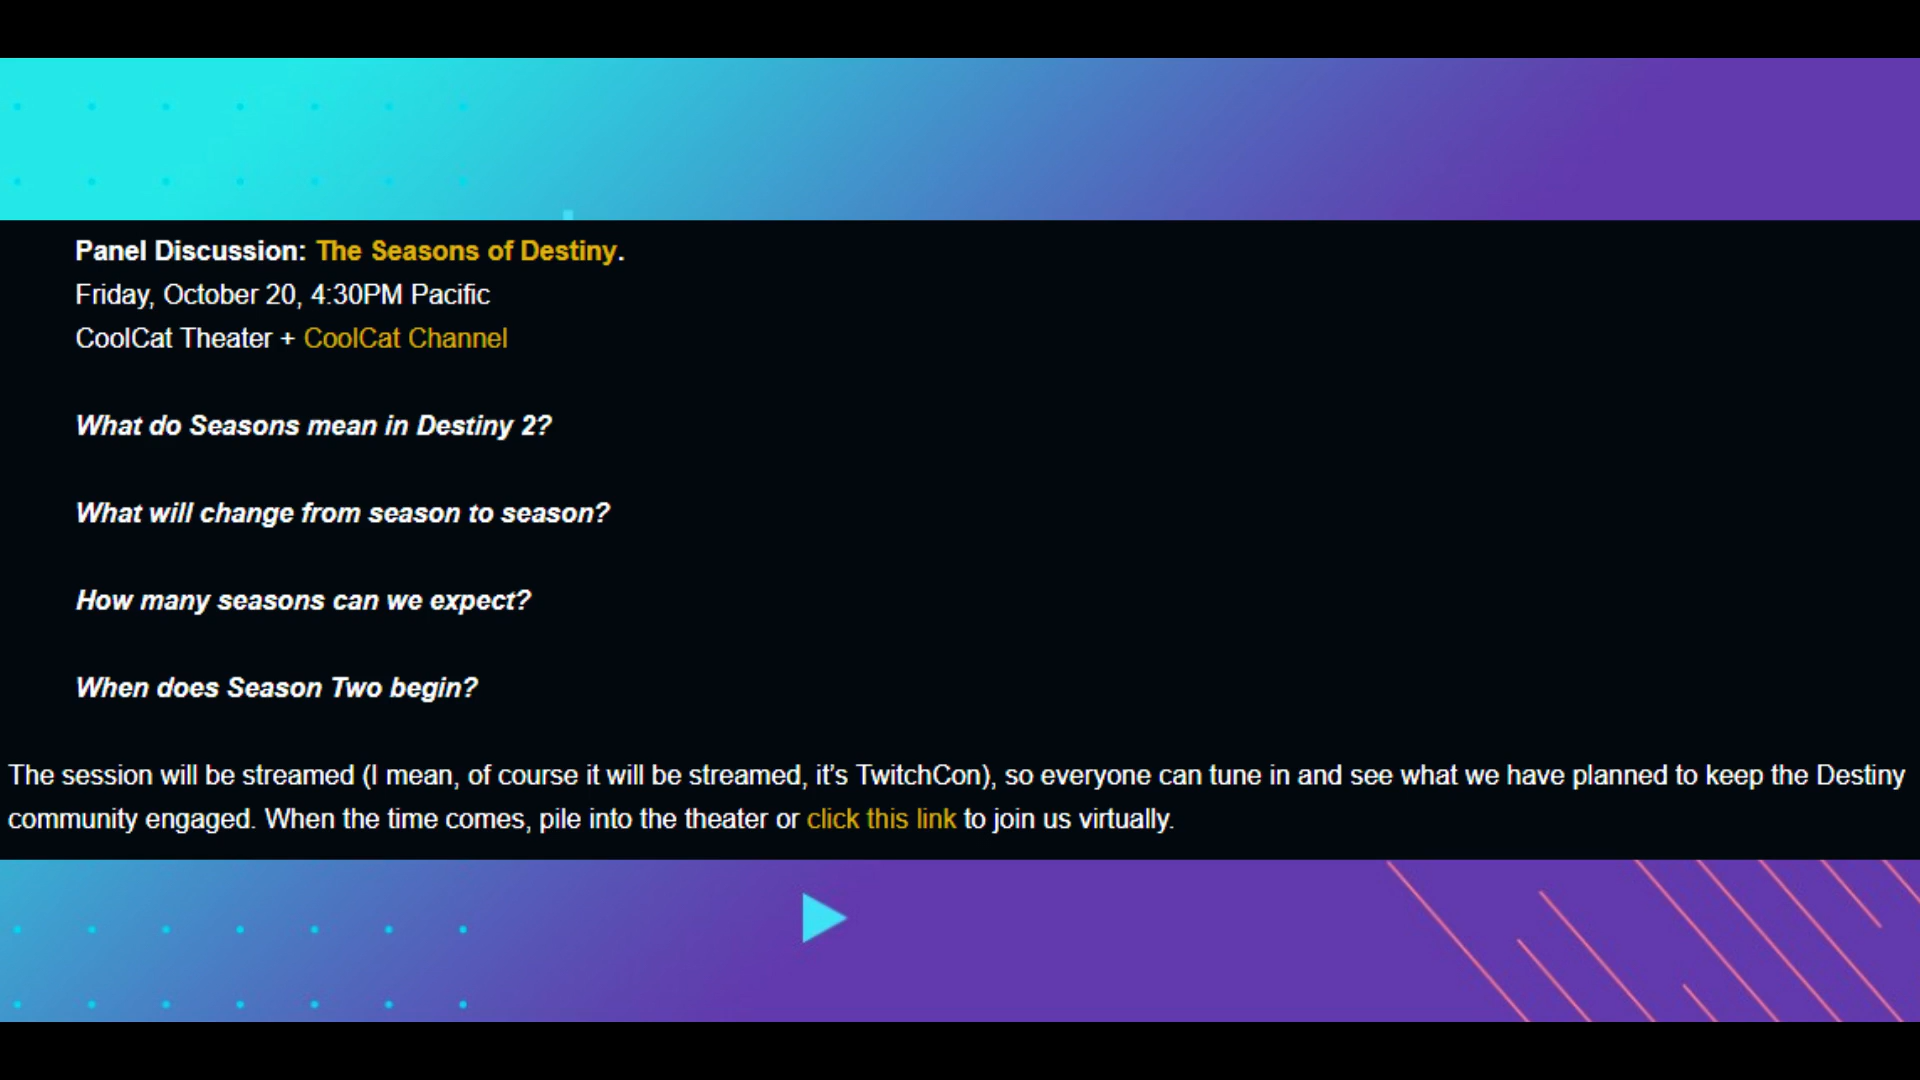 Panel Discussion: The Seasons of Destiny.
Friday, October 20, 4:30PM Pacific
CoolCat Theater + CoolCat Channel
What do Seasons mean in Destiny 2?
What will change from season to season?
How many seasons can we expect?
When does Season Two begin?
The session will be streamed (I mean, of course it will be streamed, it’s TwitchCon), so everyone can tune in and see what we have planned to keep the Destiny
community engaged. When the time comes, pile into the theater or click this link to join us virtually.